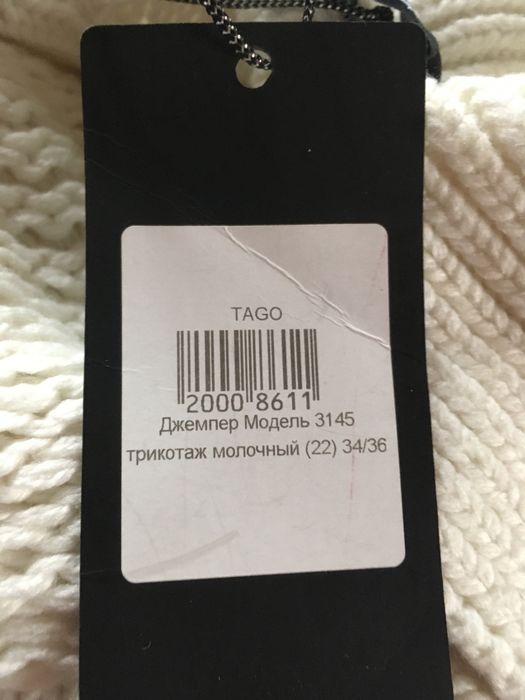 TAGO
2000 8611
Джемпер Модель 3145
трикотаж молочный (22) 34/36